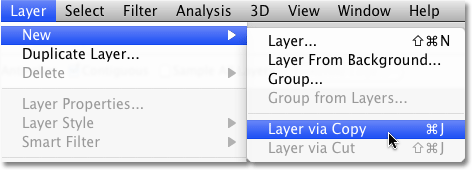 Layer Select Filter Analysis 3D View Window Help
New ▶
Duplicate Layer...
Delete ▶
Layer Properties...
Layer Style ▶
Smart Filter ▶
Layer... ⇧⌘N
Layer From Background...
Group...
Group from Layers...
Layer via Copy ⌘J
Layer via Cut ⇧⌘J